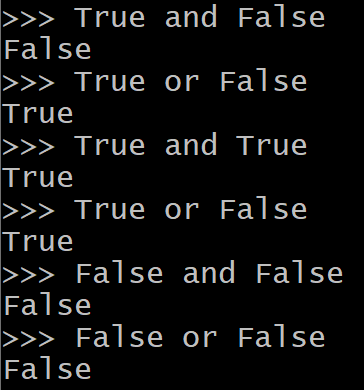 >>> True and False
False
>>> True or False
True
>>> True and True
True
>>> True or False
True
>>> False and False
False
>>> False or False
False